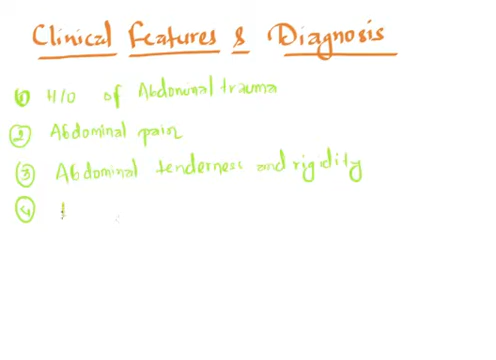 Clinical Features & Diagnosis
① H/O of Abdominal trauma
② Abdominal pain
③ Abdominal tenderness and rigidity
④